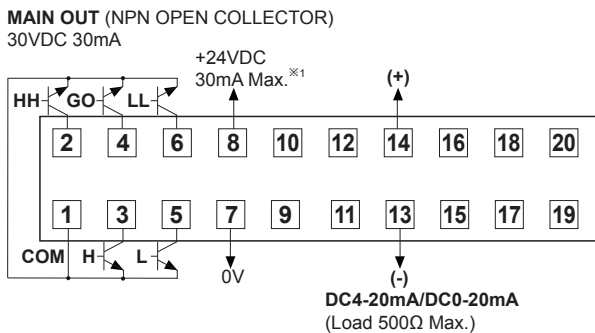 MAIN OUT (NPN OPEN COLLECTOR)
30VDC 30mA
+24VDC
30mA Max.※1
(+)
HH GO LL
2 4 6 8 10 12 14 16 18 20
1 3 5 7 9 11 13 15 17 19
COM H L
0V
(-)
DC4-20mA/DC0-20mA
(Load 500Ω Max.)